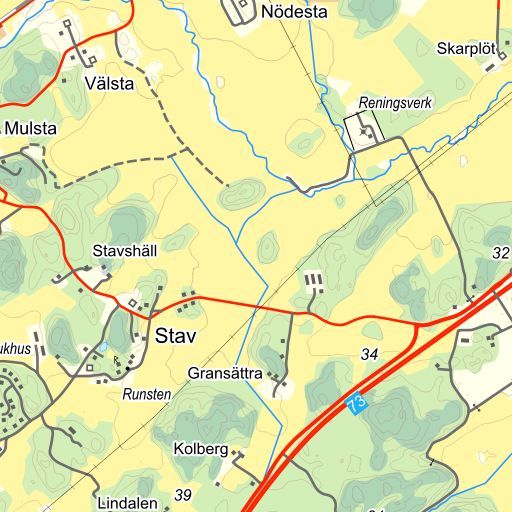 Nödesta
Skarplöt
Välsta
Reningsverk
Mulsta
Stavshäll
32
Stav
ukhus
34
Gransättra
Runsten
73
Kolberg
39
Lindalen